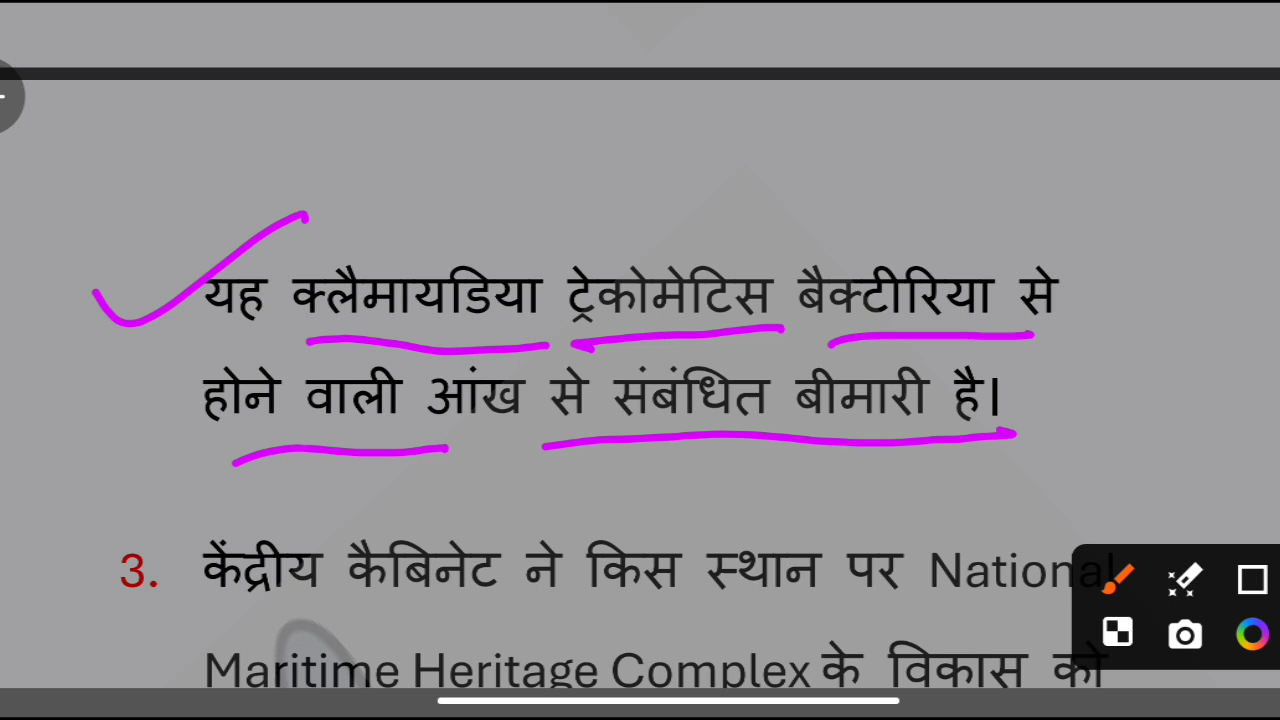 यह क्लैमायडिया ट्रेकोमेटिस बैक्टीरिया से
होने वाली आंख से संबंधित बीमारी है।
3. केंद्रीय कैबिनेट ने किस स्थान पर National
Maritime Heritage Complex के विकास को